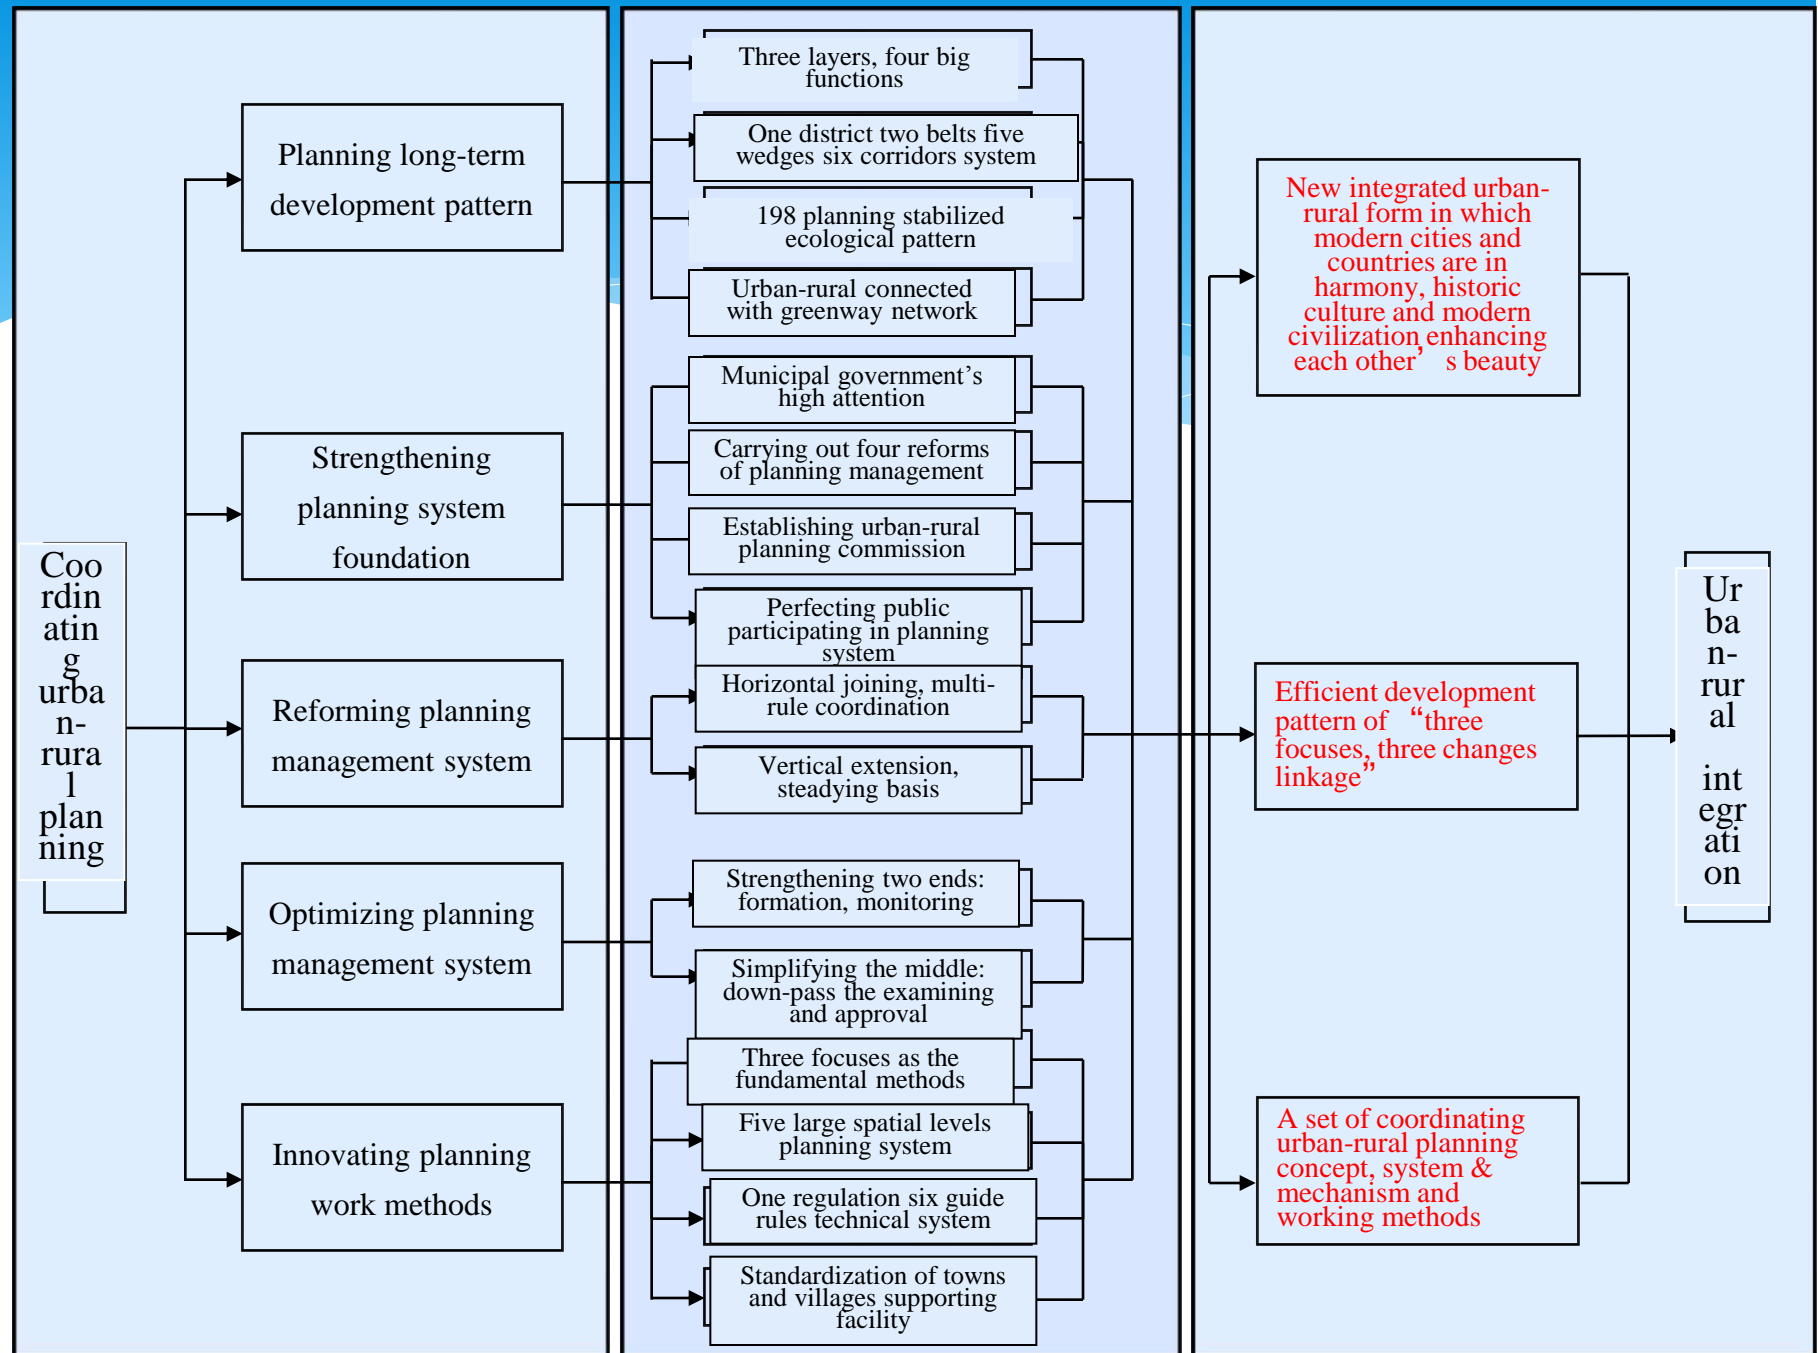 Coo
rdin
atin
g
urba
n-
rura
l
plan
ning
Planning long-term
development pattern
Strengthening
planning system
foundation
Reforming planning
management system
Optimizing planning
management system
Innovating planning
work methods
Three layers, four big
functions
One district two belts five
wedges six corridors system
198 planning stabilized
ecological pattern
Urban-rural connected
with greenway network
Municipal government’s
high attention
Carrying out four reforms
of planning management
Establishing urban-rural
planning commission
Perfecting public
participating in planning
system
Horizontal joining, multi-
rule coordination
Vertical extension,
steadying basis
Strengthening two ends:
formation, monitoring
Simplifying the middle:
down-pass the examining
and approval
Three focuses as the
fundamental methods
Five large spatial levels
planning system
One regulation six guide
rules technical system
Standardization of towns
and villages supporting
facility
New integrated urban-
rural form in which
modern cities and
countries are in
harmony, historic
culture and modern
civilization enhancing
each other’ s beauty
Efficient development
pattern of “three
focuses, three changes
linkage”
A set of coordinating
urban-rural planning
concept, system &
mechanism and
working methods
Ur
ba
n-
rur
al
int
egr
ati
on